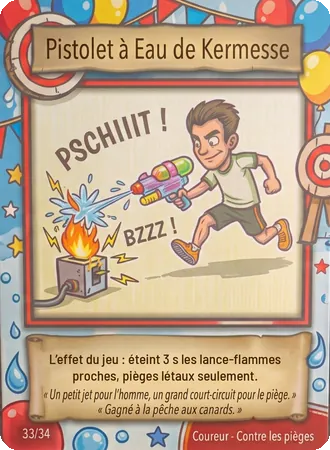 Pistolet à Eau de Kermesse
PSCHIIIT !
BZZZ !
L'effet du jeu : éteint 3 s les lance-flammes
proches, pièges létaux seulement.
« Un petit jet pour l'homme, un grand court-circuit pour le piège. »
« Gagné à la pêche aux canards. »
33/34
Coureur - Contre les pièges